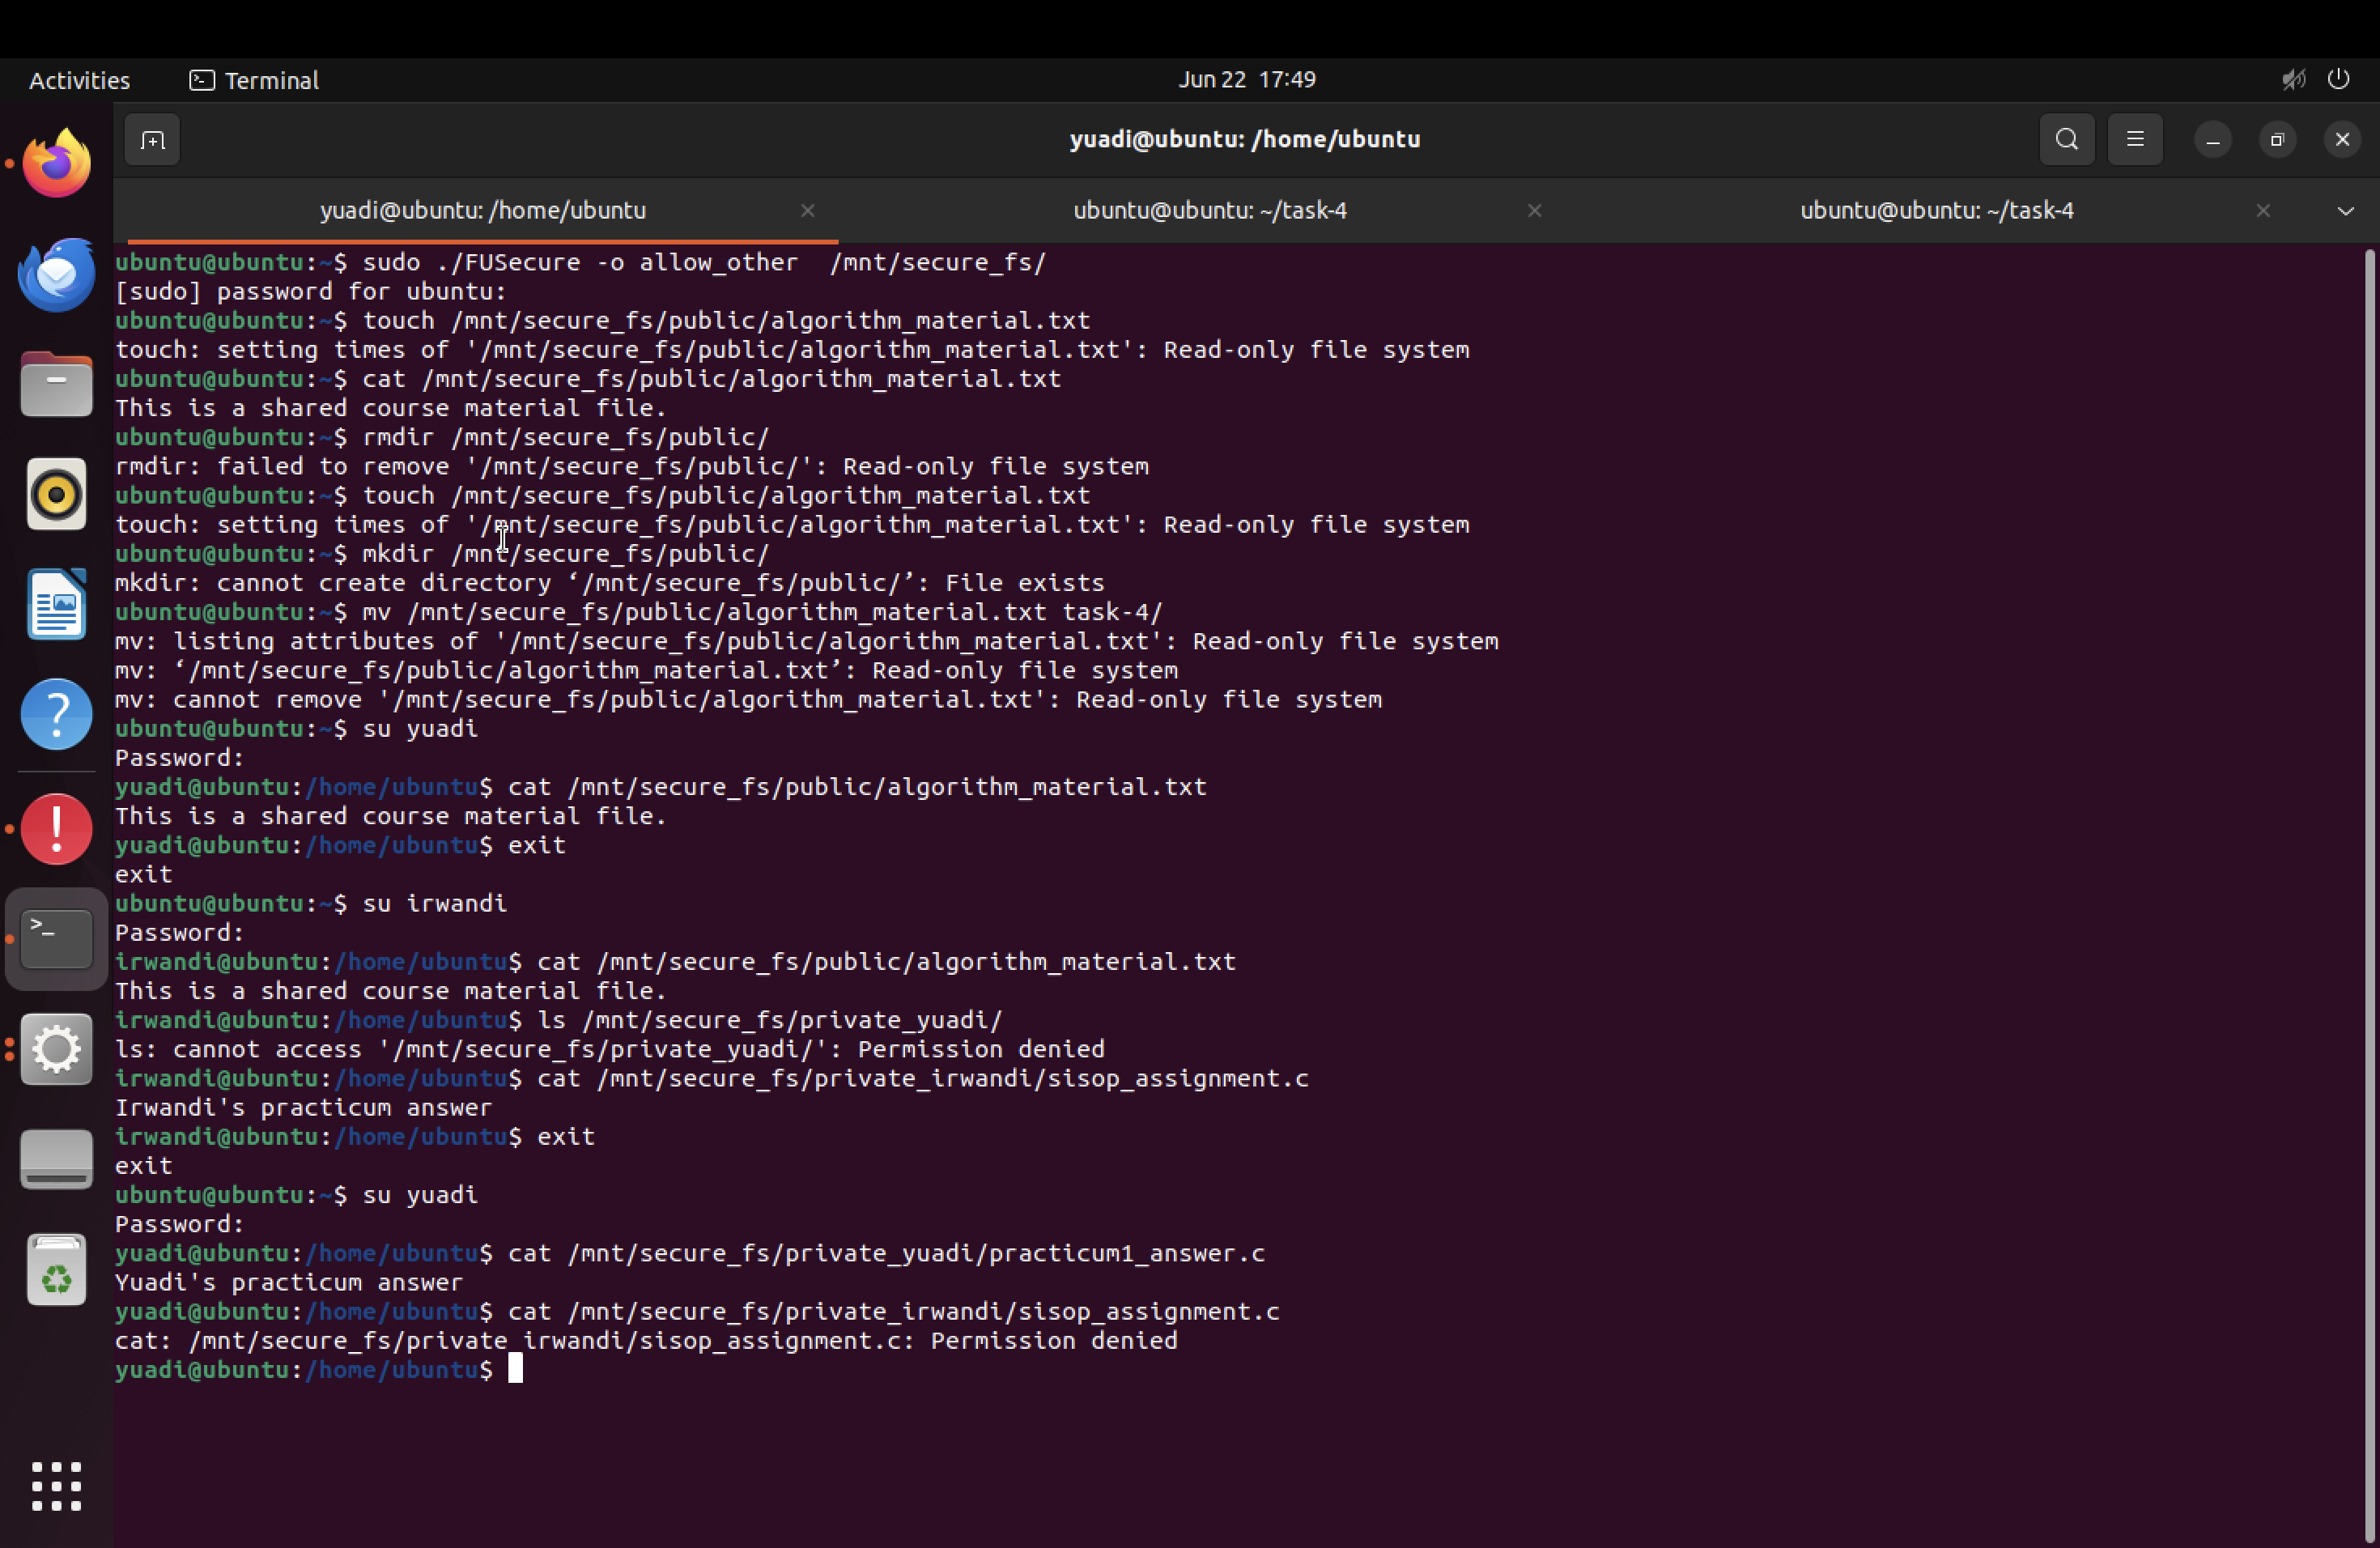 Activities
Terminal
Jun 22 17:49
yuadi@ubuntu: /home/ubuntu
yuadi@ubuntu: /home/ubuntu
ubuntu@ubuntu: ~/task-4
ubuntu@ubuntu: ~/task-4
ubuntu@ubuntu:~$ sudo ./FUSecure -o allow_other  /mnt/secure_fs/
[sudo] password for ubuntu:
ubuntu@ubuntu:~$ touch /mnt/secure_fs/public/algorithm_material.txt
touch: setting times of '/mnt/secure_fs/public/algorithm_material.txt': Read-only file system
ubuntu@ubuntu:~$ cat /mnt/secure_fs/public/algorithm_material.txt
This is a shared course material file.
ubuntu@ubuntu:~$ rmdir /mnt/secure_fs/public/
rmdir: failed to remove '/mnt/secure_fs/public/': Read-only file system
ubuntu@ubuntu:~$ touch /mnt/secure_fs/public/algorithm_material.txt
touch: setting times of '/mnt/secure_fs/public/algorithm_material.txt': Read-only file system
ubuntu@ubuntu:~$ mkdir /mnt/secure_fs/public/
mkdir: cannot create directory ‘/mnt/secure_fs/public/’: File exists
ubuntu@ubuntu:~$ mv /mnt/secure_fs/public/algorithm_material.txt task-4/
mv: listing attributes of '/mnt/secure_fs/public/algorithm_material.txt': Read-only file system
mv: ‘/mnt/secure_fs/public/algorithm_material.txt’: Read-only file system
mv: cannot remove '/mnt/secure_fs/public/algorithm_material.txt': Read-only file system
ubuntu@ubuntu:~$ su yuadi
Password:
yuadi@ubuntu:/home/ubuntu$ cat /mnt/secure_fs/public/algorithm_material.txt
This is a shared course material file.
yuadi@ubuntu:/home/ubuntu$ exit
exit
ubuntu@ubuntu:~$ su irwandi
Password:
irwandi@ubuntu:/home/ubuntu$ cat /mnt/secure_fs/public/algorithm_material.txt
This is a shared course material file.
irwandi@ubuntu:/home/ubuntu$ ls /mnt/secure_fs/private_yuadi/
ls: cannot access '/mnt/secure_fs/private_yuadi/': Permission denied
irwandi@ubuntu:/home/ubuntu$ cat /mnt/secure_fs/private_irwandi/sisop_assignment.c
Irwandi's practicum answer
irwandi@ubuntu:/home/ubuntu$ exit
exit
ubuntu@ubuntu:~$ su yuadi
Password:
yuadi@ubuntu:/home/ubuntu$ cat /mnt/secure_fs/private_yuadi/practicum1_answer.c
Yuadi's practicum answer
yuadi@ubuntu:/home/ubuntu$ cat /mnt/secure_fs/private_irwandi/sisop_assignment.c
cat: /mnt/secure_fs/private_irwandi/sisop_assignment.c: Permission denied
yuadi@ubuntu:/home/ubuntu$